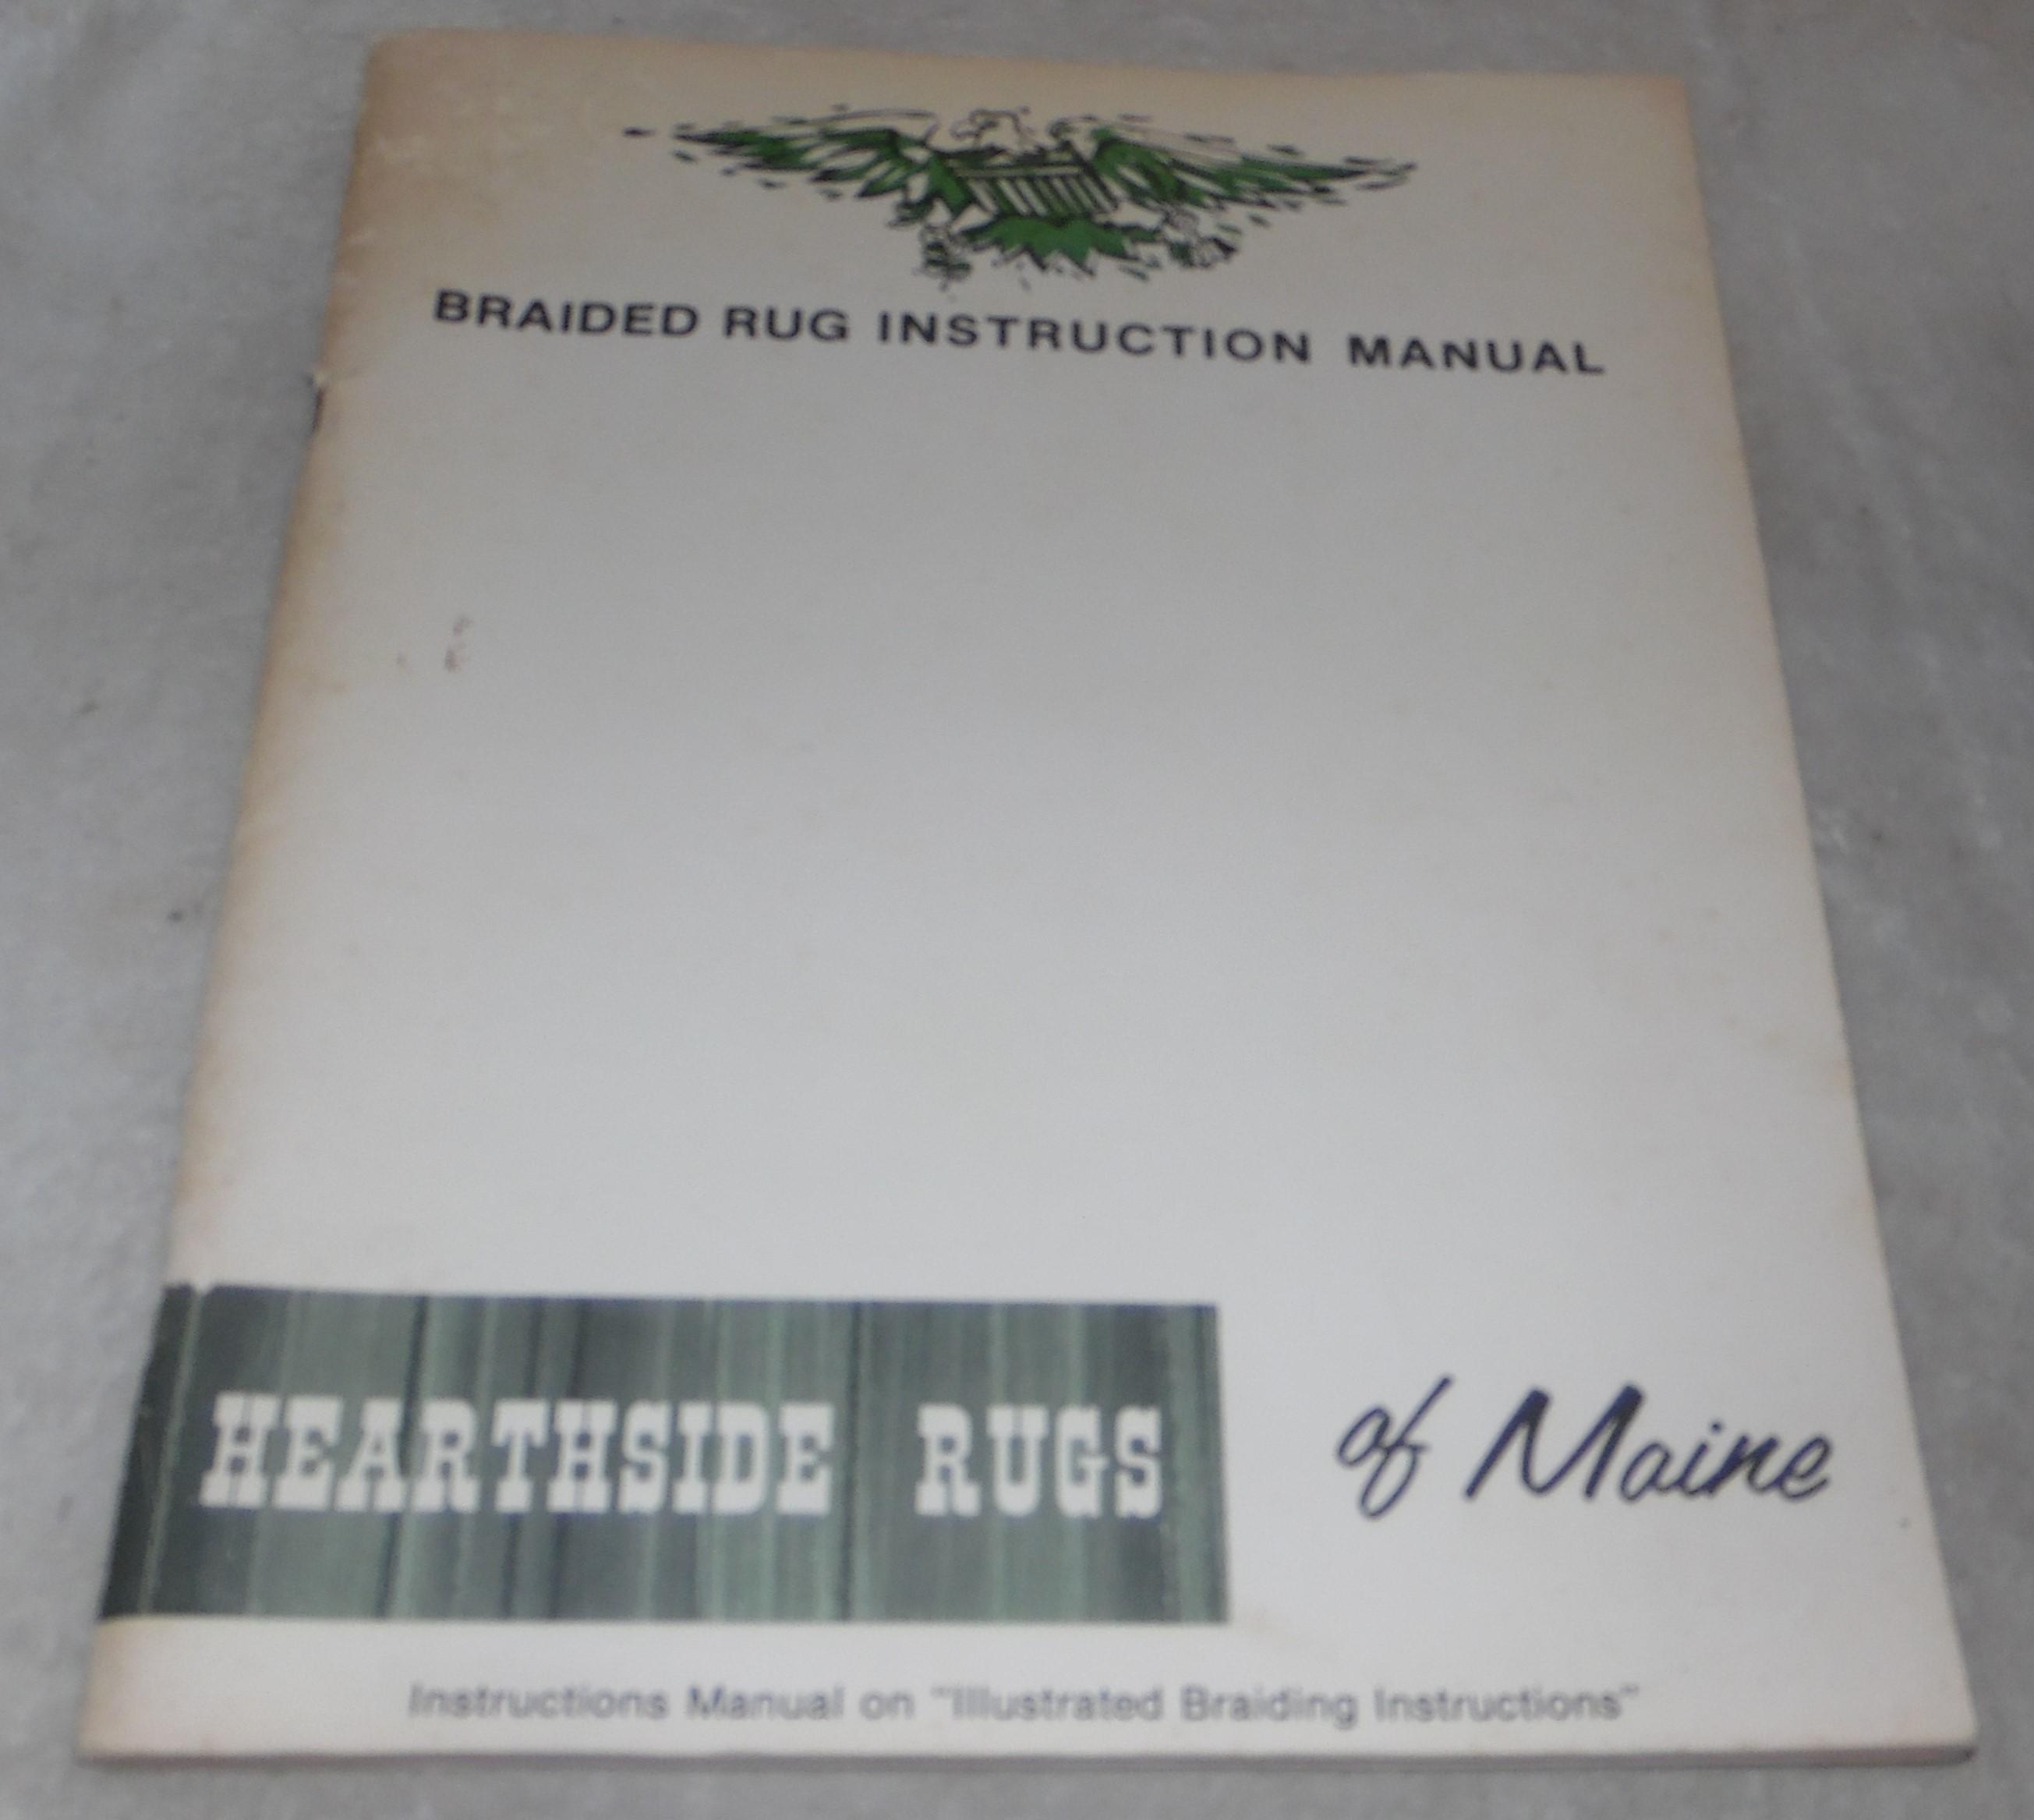 BRAIDED RUG INSTRUCTION MANUAL
HEARTHSIDE RUGS of Maine
Instructions Manual on "Illustrated Braiding Instructions"